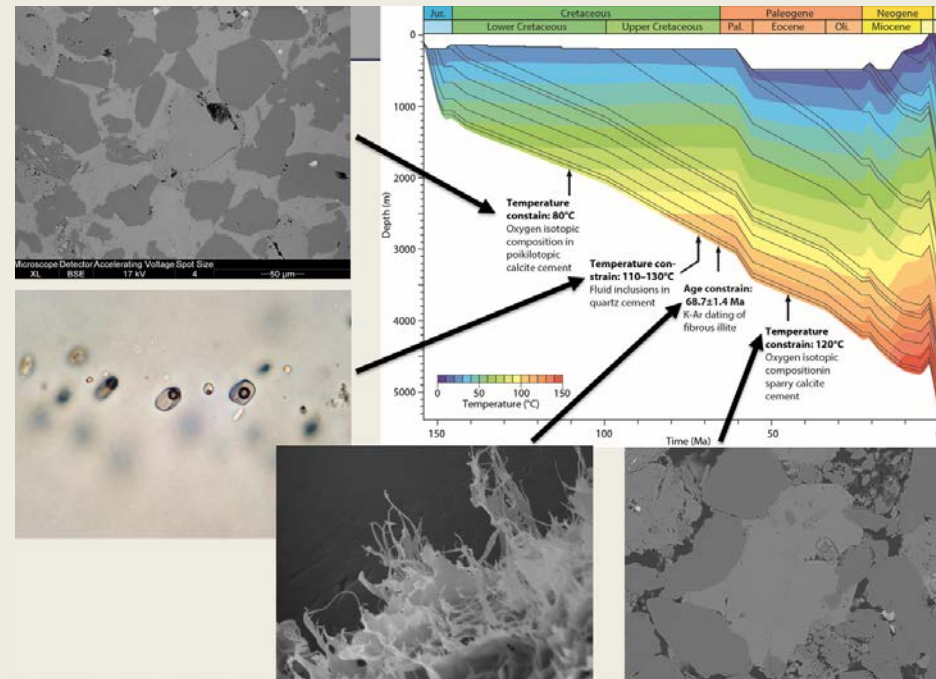 Microscope Detector Accelerating Voltage Spot Size
XL BSE 17 kV 4 50 µm
Jur. Cretaceous Paleogene Neogene
Lower Cretaceous Upper Cretaceous Pal. Eocene Oli. Miocene
0
1000
2000
3000
4000
5000
Depth (m)
Temperature
constain: 80°C
Oxygen isotopic
composition in
poikilotopic
calcite cement
Temperature con-
strain: 110–130°C
Fluid inclusions in
quartz cement
Age constrain:
68.7±1.4 Ma
K-Ar dating of
fibrous illite
Temperature
constrain: 120°C
Oxygen isotopic
compositionin
sparry calcite
cement
0 50 100 150
Temperature (°C)
150 100 50
Time (Ma)